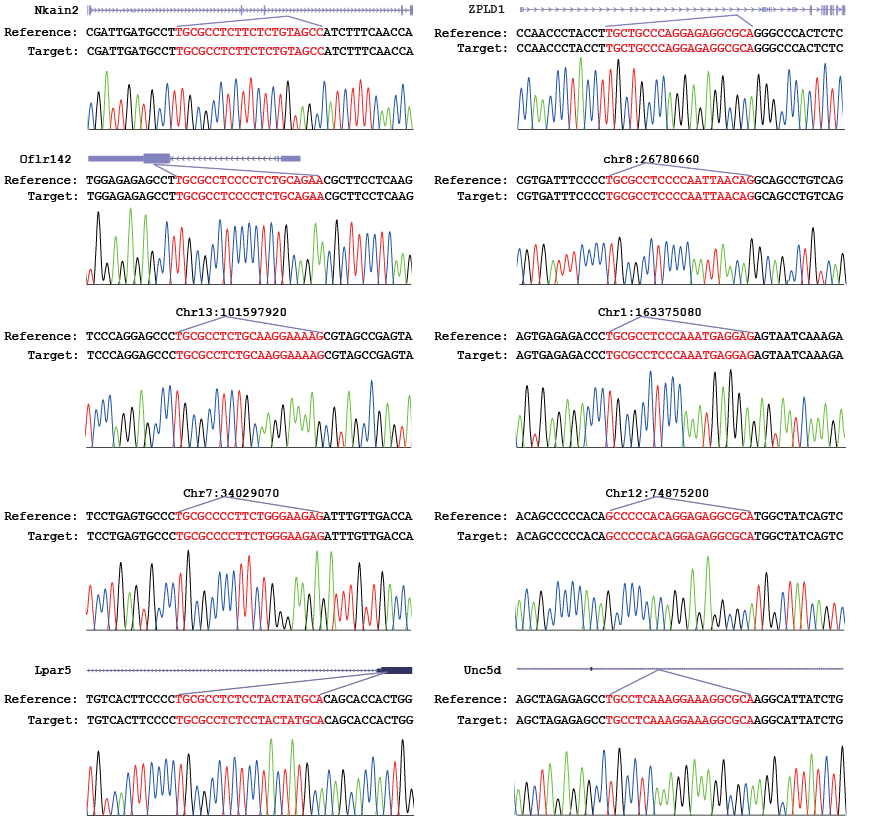 Nkain2
Reference: CGATTGATGCCTTGCGCCTCTTCTCTGTAGCCATCTTTCAACCA
Target: CGATTGATGCCTTGCGCCTCTTCTCTGTAGCCATCTTTCAACCA
ZPLD1
Reference: CCAACCCTACCTTGCTGCCCAGGAGAGGCGCAGGGCCCACTCTC
Target: CCAACCCTACCTTGCTGCCCAGGAGAGGCGCAGGGCCCACTCTC
Oflr142
Reference: TGGAGAGAGCCTTGCGCCTCCCCTCTGCAGAACGCTTCCTCAAG
Target: TGGAGAGAGCCTTGCGCCTCCCCTCTGCAGAACGCTTCCTCAAG
chr8:26780660
Reference: CGTGATTTCCCCTGCGCCTCCCCAATTAACAGGCAGCCTGTCAG
Target: CGTGATTTCCCCTGCGCCTCCCCAATTAACAGGCAGCCTGTCAG
Chr13:101597920
Reference: TCCCAGGAGCCCTGCGCCTCTGCAAGGAAAAGCGTAGCCGAGTA
Target: TCCCAGGAGCCCTGCGCCTCTGCAAGGAAAAGCGTAGCCGAGTA
Chr1:163375080
Reference: AGTGAGAGACCCTGCGCCTCCCAAATGAGGAGAGTAATCAAAGA
Target: AGTGAGAGACCCTGCGCCTCCCAAATGAGGAGAGTAATCAAAGA
Chr7:34029070
Reference: TCCTGAGTGCCCTGCGCCCCTTCTGGGAAGAGATTTGTTGACCA
Target: TCCTGAGTGCCCTGCGCCCCTTCTGGGAAGAGATTTGTTGACCA
Chr12:74875200
Reference: ACAGCCCCCACAGCCCCCACAGGAGAGGCGCATGGCTATCAGTC
Target: ACAGCCCCCACAGCCCCCACAGGAGAGGCGCATGGCTATCAGTC
Lpar5
Reference: TGTCACTTCCCCTGCGCCTCTCCTACTATGCACAGCACCACTGG
Target: TGTCACTTCCCCTGCGCCTCTCCTACTATGCACAGCACCACTGG
Unc5d
Reference: AGCTAGAGAGCCTGCCTCAAAGGAAAGGCGCAAGGCATTATCTG
Target: AGCTAGAGAGCCTGCCTCAAAGGAAAGGCGCAAGGCATTATCTG